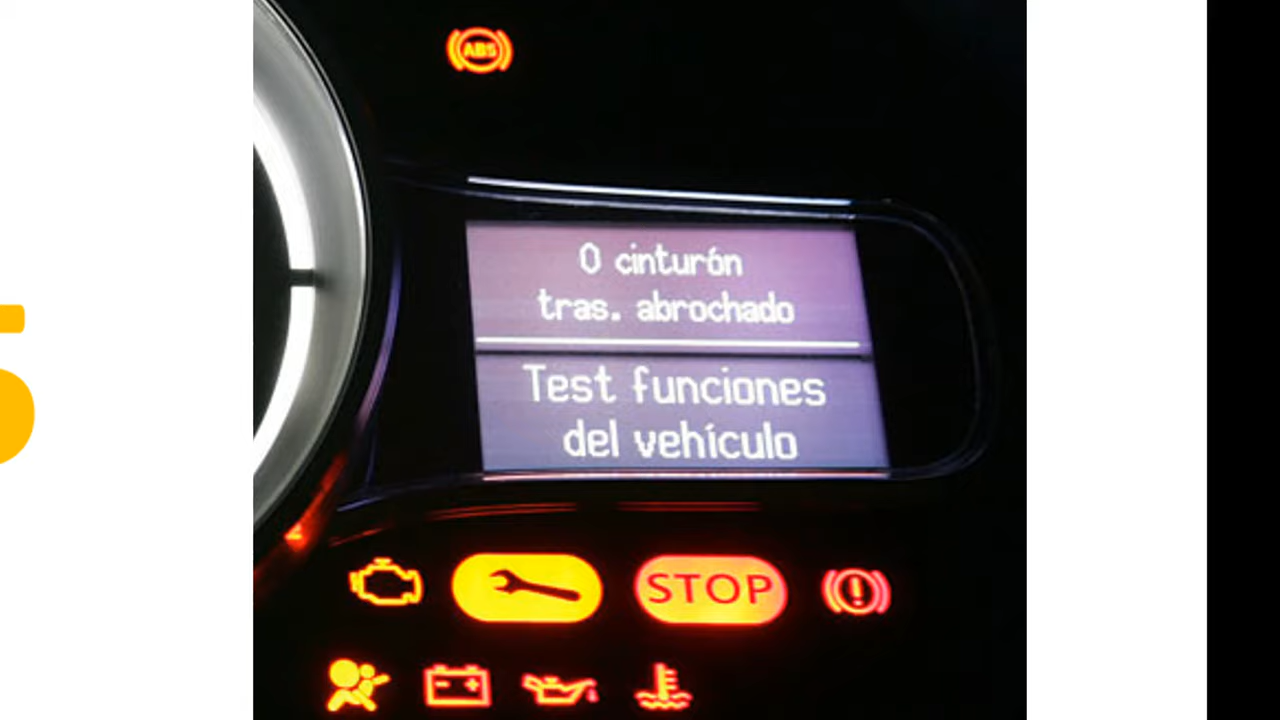 ABS
0 cinturón
tras. abrochado
Test funciones
del vehículo
STOP